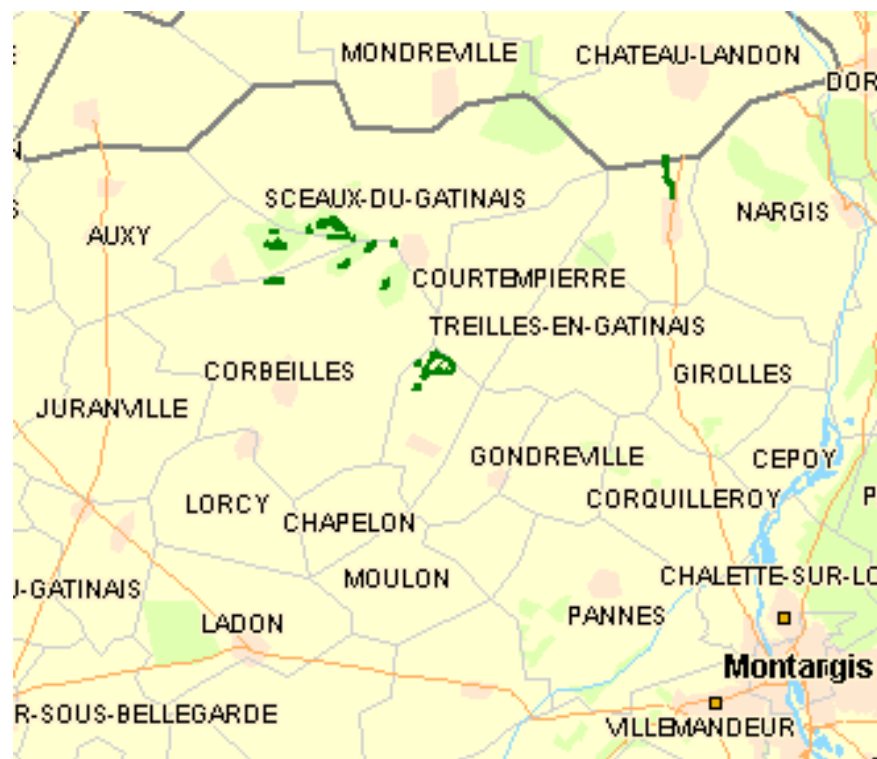 MONDREVILLE
CHATEAU-LANDON
DOR
SCEAUX-DU-GATINAIS
NARGIS
AUXY
COURTEMPIERRE
TREILLES-EN-GATINAIS
CORBEILLES
GIROLLES
JURANVILLE
GONDREVILLE
CEPOY
LORCY
CORQUILLEROY
P
CHAPELON
MOULON
CHALETTE-SUR-LO
U-GATINAIS
PANNES
LADON
Montargis
R-SOUS-BELLEGARDE
VILLEMANDEUR